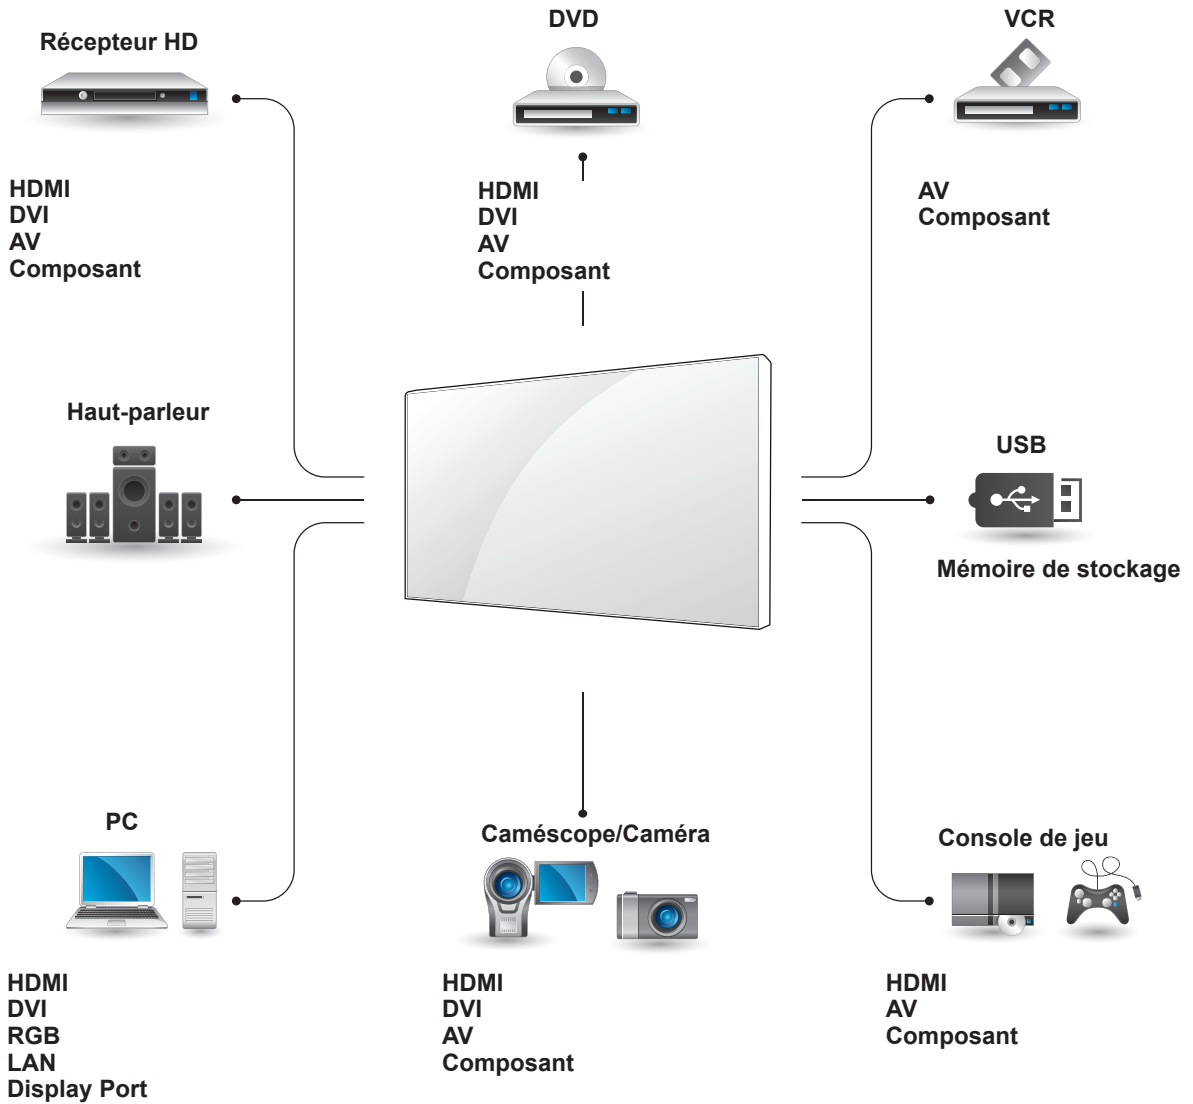 DVD
VCR
Récepteur HD
HDMI
DVI
AV
Composant
HDMI
DVI
AV
Composant
AV
Composant
Haut-parleur
USB
Mémoire de stockage
PC
Caméscope/Caméra
Console de jeu
HDMI
DVI
RGB
LAN
Display Port
HDMI
DVI
AV
Composant
HDMI
AV
Composant